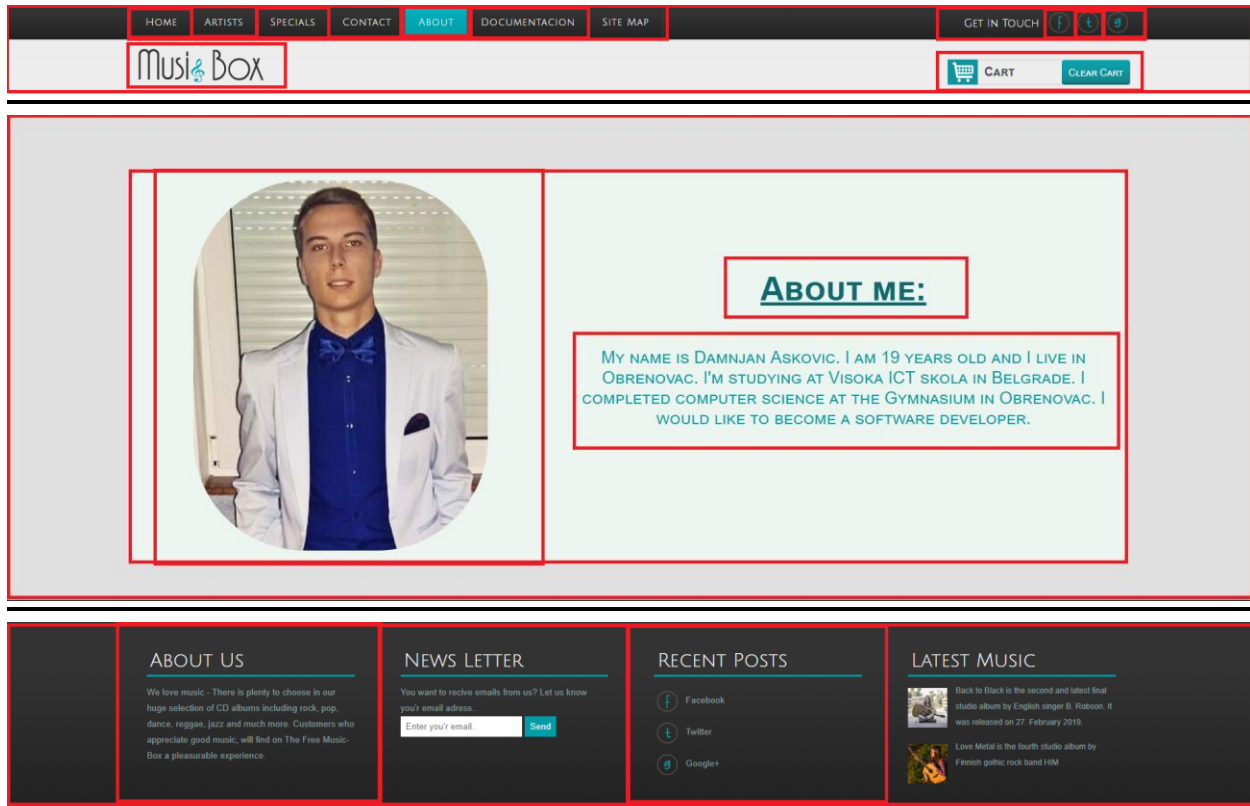 Home Artists Specials Contact About Documentacion Site Map Get in Touch f t g
Musi Box
Cart Clear Cart
About me:
My name is Damnjan Askovic. I am 19 years old and I live in
Obrenovac. I'm studying at Visoka ICT skola in Belgrade. I
completed computer science at the Gymnasium in Obrenovac. I
would like to become a software developer.
About Us
We love music - There is plenty to choose in our
huge selection of CD albums including rock, pop,
dance, reggae, jazz and much more. Customers who
appreciate good music, will find on The Free Music-
Box a pleasurable experience.
News Letter
You want to recive emails from us? Let us know
you'r email adress..
Enter you'r email.. Send
Recent Posts
f Facebook
t Twitter
g Google+
Latest Music
Back to Black is the second and latest final
studio album by English singer B. Robson. It
was released on 27. February 2019.
Love Metal is the fourth studio album by
Finnish gothic rock band HIM